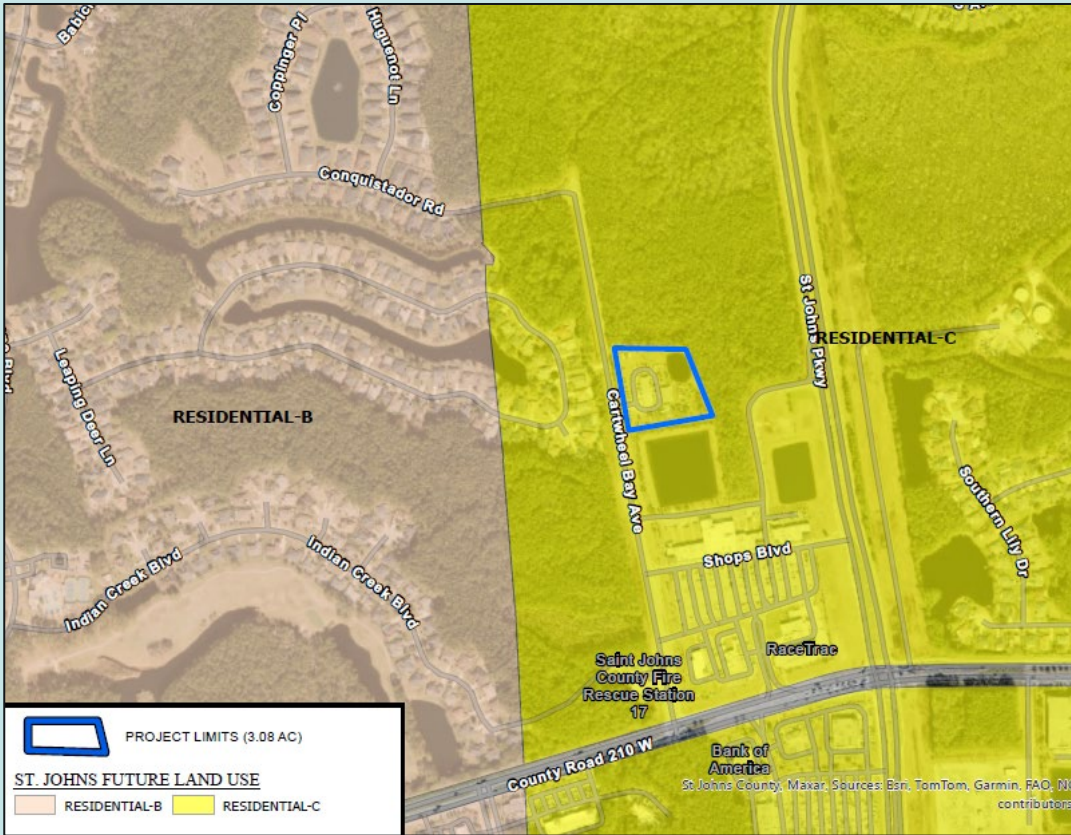 Babic
Coppinger Pl
Huguenot Ln
Conquistador Rd
St Johns Pkwy
RESIDENTIAL-C
Leaping Deer Ln
RESIDENTIAL-B
Cartwheel Bay Ave
Southern Lily Dr
Shops Blvd
Indian Creek Blvd
Indian Creek Blvd
RaceTrac
Saint Johns
County Fire
Rescue Station
17
County Road 210 W
Bank of
America
St Johns County, Maxar, Sources: Esri, TomTom, Garmin, FAO, NO
contributors
PROJECT LIMITS (3.08 AC)
ST. JOHNS FUTURE LAND USE
RESIDENTIAL-B RESIDENTIAL-C